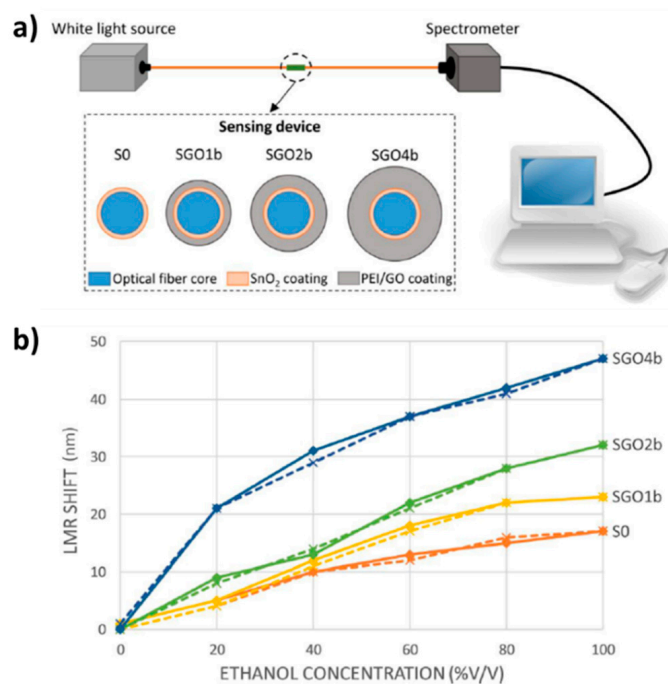 a)
White light source
Spectrometer
Sensing device
S0 SGO1b SGO2b SGO4b
Optical fiber core SnO₂ coating PEI/GO coating
b)
50
40
30
20
10
0
LMR SHIFT (nm)
SGO4b
SGO2b
SGO1b
S0
0 20 40 60 80 100
ETHANOL CONCENTRATION (%V/V)